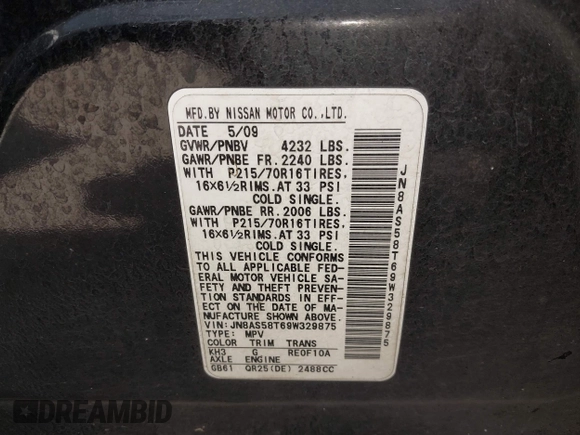 MFD.BY NISSAN MOTOR CO.,LTD.
DATE 5/09
GVWR/PNBV 4232 LBS.
GAWR/PNBE FR. 2240 LBS.
WITH P215/70R16TIRES,
16X6½RIMS.AT 33 PSI
COLD SINGLE.
GAWR/PNBE RR. 2006 LBS.
WITH P215/70R16TIRES,
16X6½RIMS.AT 33 PSI
COLD SINGLE.
THIS VEHICLE CONFORMS
TO ALL APPLICABLE FED-
ERAL MOTOR VEHICLE SA-
FETY AND THEFT PREVEN-
TION STANDARDS IN EFF-
ECT ON THE DATE OF MA-
NUFACTURE SHOWN ABOVE.
VIN:JN8AS58T69W329875
TYPE: MPV
COLOR TRIM TRANS
KH3 G RE0F10A
AXLE ENGINE
GB61 QR25(DE) 2488CC
JN8AS58T69W329875
DREAMBID